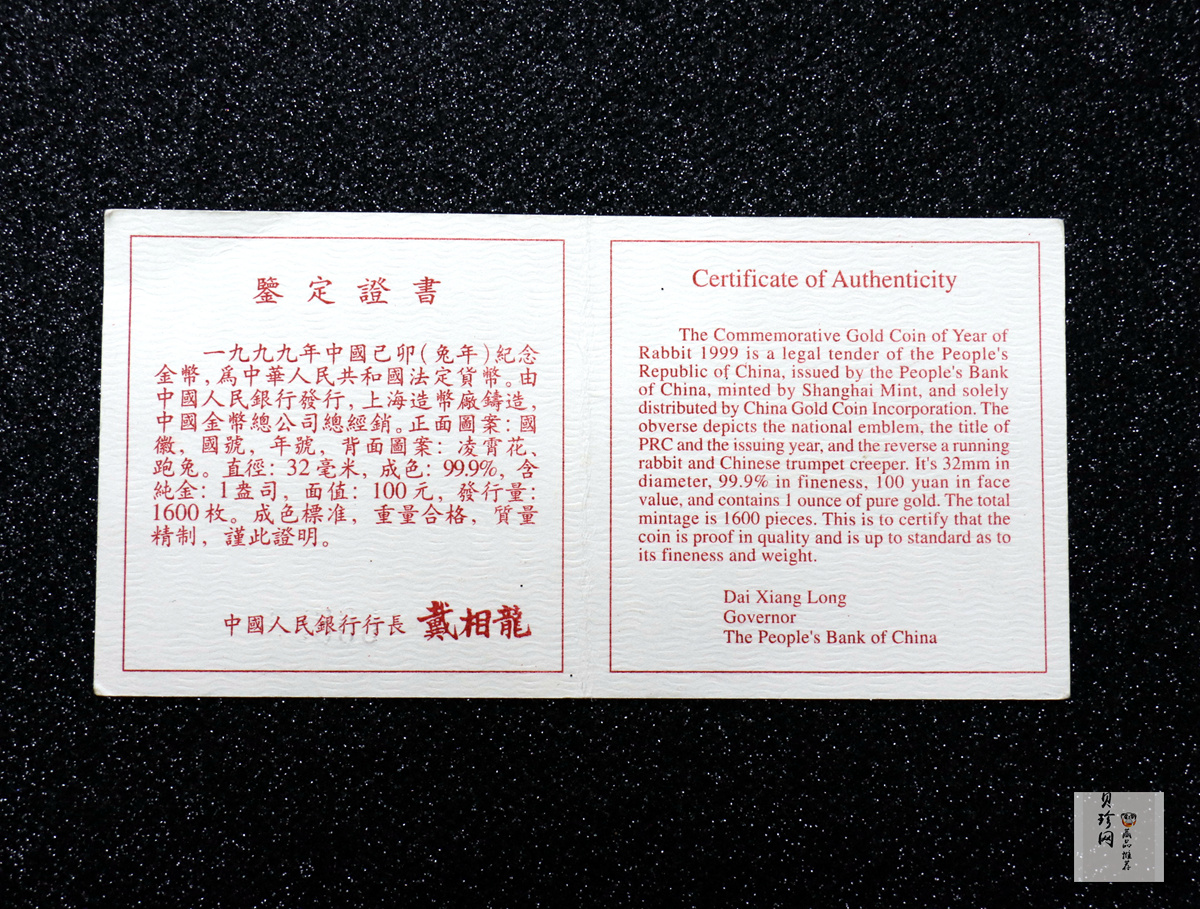 鑒定證書
一九九九年中國己卯(兔年)紀念
金幣,爲中華人民共和國法定貨幣。由
中國人民銀行發行,上海造幣廠鑄造,
中國金幣總公司總經銷。正面圖案:國
徽,國號,年號,背面圖案:凌霄花、
跑兔。直徑:32毫米,成色:99.9%,含
純金:1盎司,面值:100元,發行量:
1600枚。成色標准,重量合格,質量
精制,謹此證明。
中國人民銀行行長 戴相龍
Certificate of Authenticity
The Commemorative Gold Coin of Year of
Rabbit 1999 is a legal tender of the People's
Republic of China, issued by the People's Bank
of China, minted by Shanghai Mint, and solely
distributed by China Gold Coin Incorporation. The
obverse depicts the national emblem, the title of
PRC and the issuing year, and the reverse a running
rabbit and Chinese trumpet creeper. It's 32mm in
diameter, 99.9% in fineness, 100 yuan in face
value, and contains 1 ounce of pure gold. The total
mintage is 1600 pieces. This is to certify that the
coin is proof in quality and is up to standard as to
its fineness and weight.
Dai Xiang Long
Governor
The People's Bank of China
贝珍网
藏品推荐